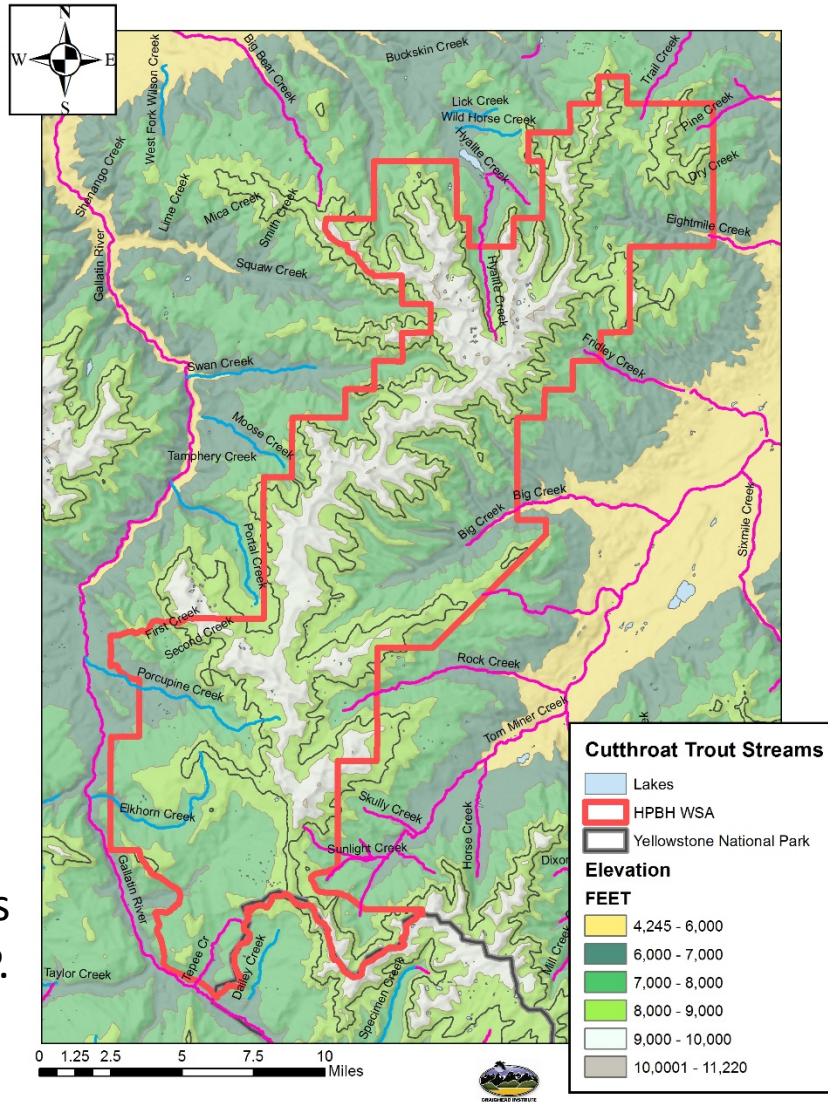 N
W E
S
West Fork Wilson Creek
Big Bear Creek
Buckskin Creek
Trail Creek
Lick Creek
Wild Horse Creek
Hyalite Creek
Pine Creek
Dry Creek
Shenango Creek
Lime Creek
Mica Creek
Smith Creek
Eightmile Creek
Gallatin River
Squaw Creek
Hyalite Creek
Swan Creek
Fridley Creek
Moose Creek
Tamphery Creek
Big Creek
Big Creek
Portal Creek
Sixmile Creek
First Creek
Second Creek
Porcupine Creek
Rock Creek
Tom Miner Creek
Elkhorn Creek
Skully Creek
Sunlight Creek
Horse Creek
Gallatin River
Dixon
s
Taylor Creek
Tepee Cr
Dailey Creek
Specimen Creek
Mill Creek
Cutthroat Trout Streams
Lakes
HPBH WSA
Yellowstone National Park
Elevation
FEET
4,245 - 6,000
6,000 - 7,000
7,000 - 8,000
8,000 - 9,000
9,000 - 10,000
10,0001 - 11,220
0 1.25 2.5 5 7.5 10
Miles
CRAIGHEAD INSTITUTE